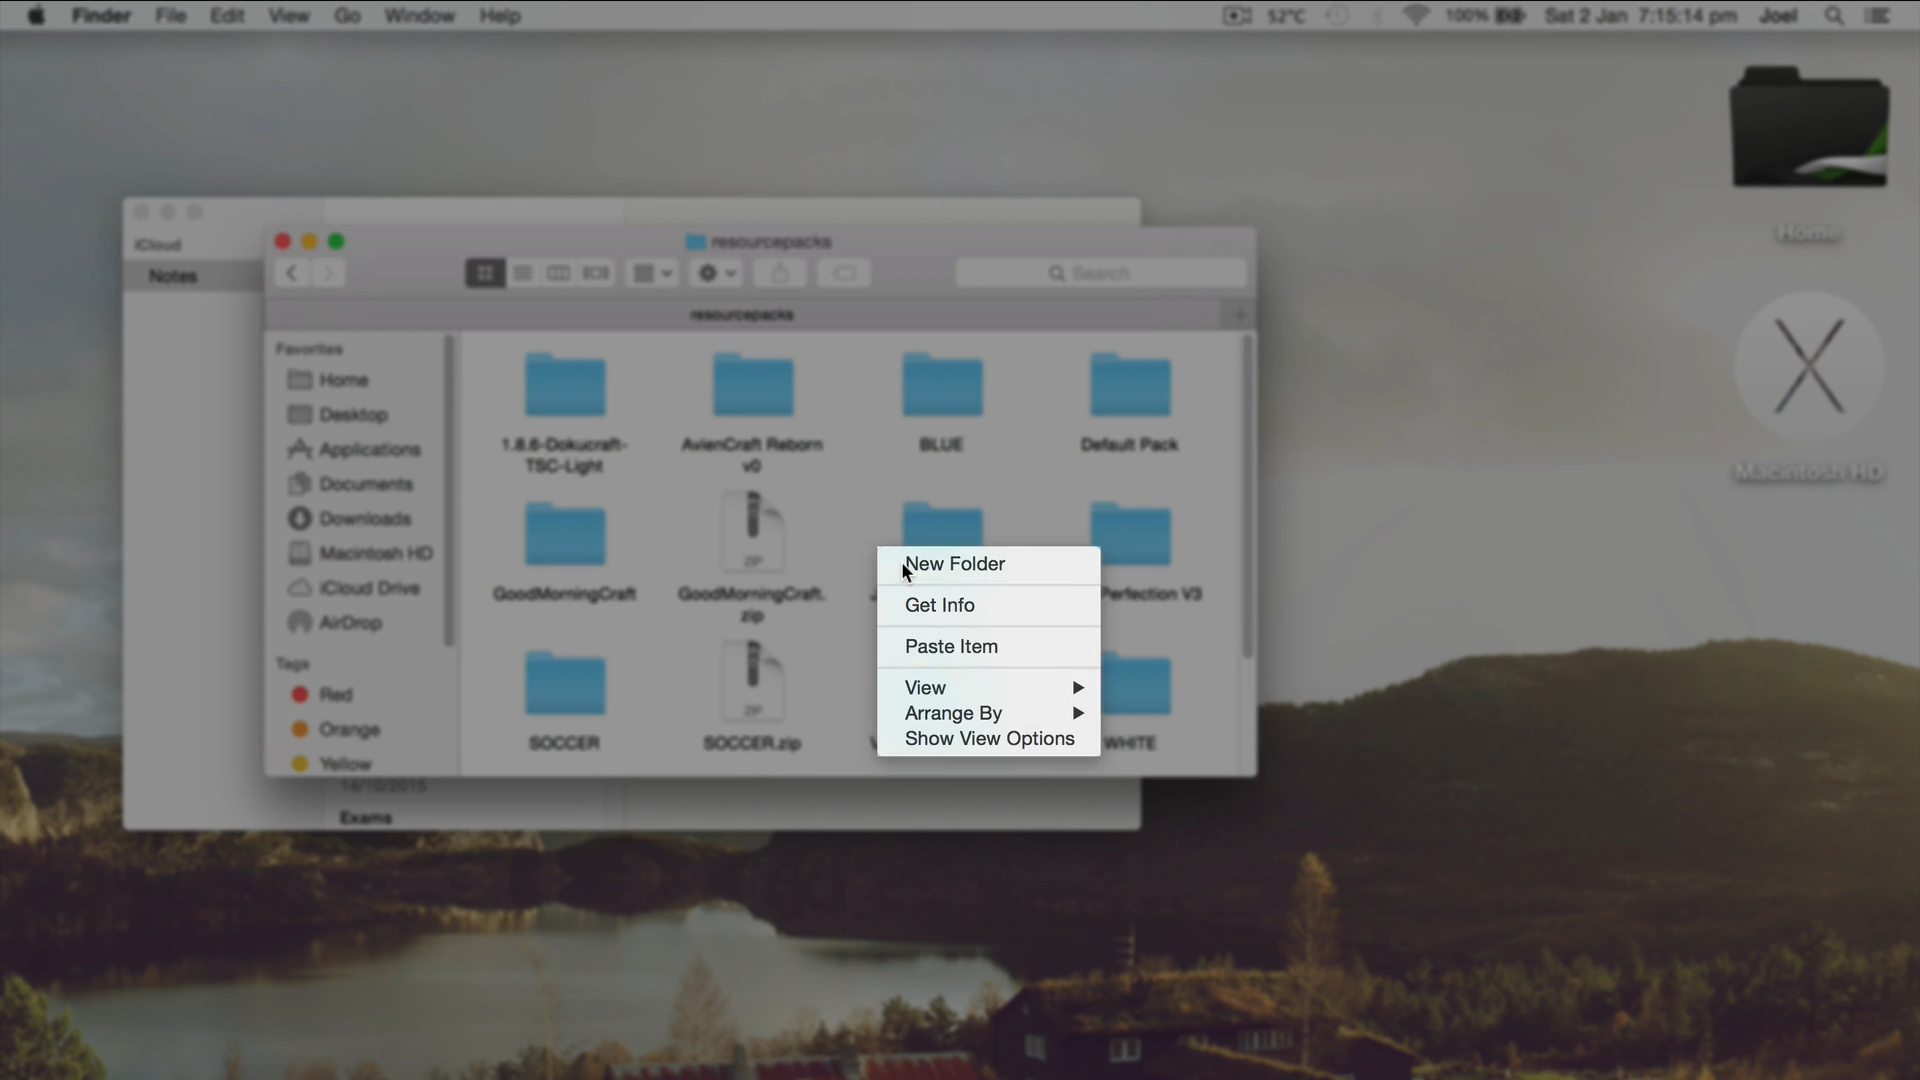 Finder File Edit View Go Window Help
52°C 100% Sat 2 Jan 7:15:14 pm Joel
Home
Macintosh HD
iCloud
Notes
resourcepacks
Search
resourcepacks
Favorites
Home
Desktop
Applications
Documents
Downloads
Macintosh HD
iCloud Drive
AirDrop
Tags
Red
Orange
Yellow
1.8.6-Dokucraft-
TSC-Light
AvienCraft Reborn
v0
BLUE
Default Pack
GoodMorningCraft
ZIP
GoodMorningCraft.
zip
Perfection V3
SOCCER
ZIP
SOCCER.zip
WHITE
New Folder
Get Info
Paste Item
View
Arrange By
Show View Options
14/10/2015
Exams